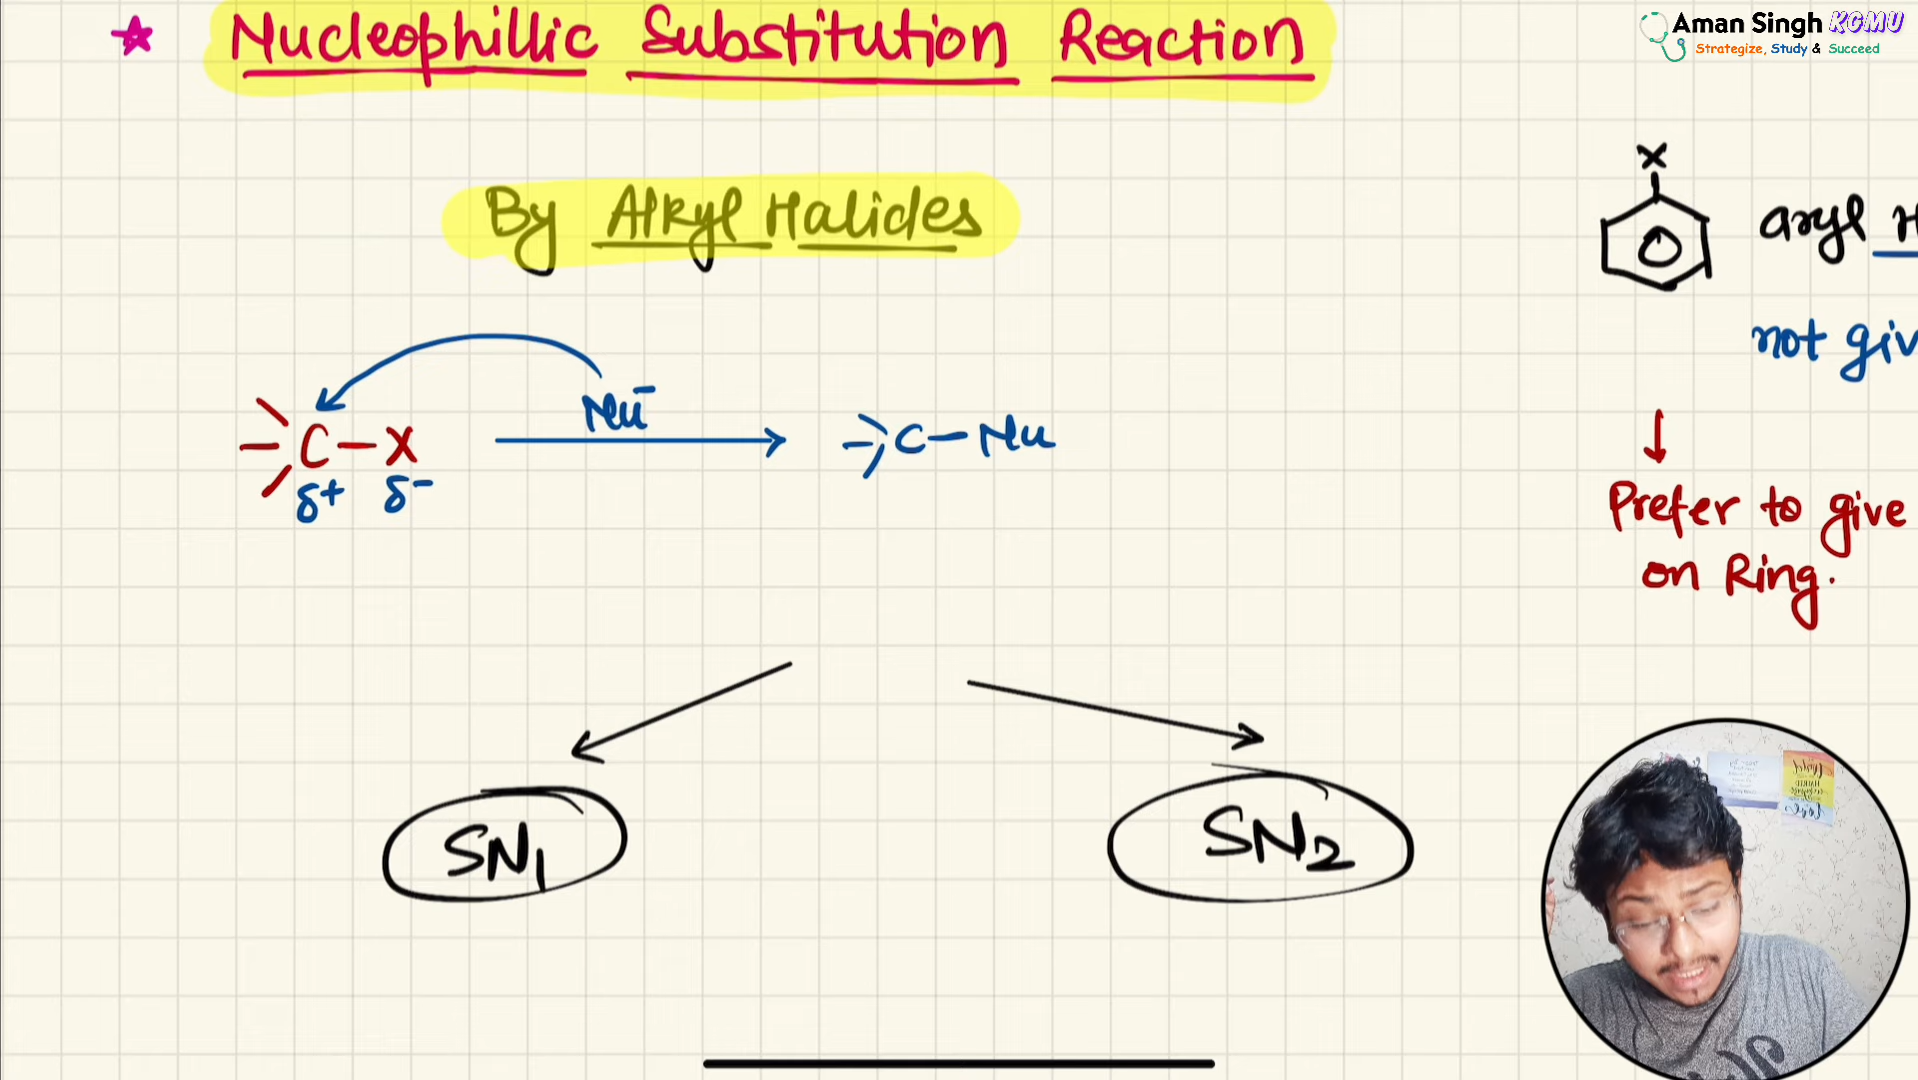 Nucleophillic Substitution Reaction
By Alkyl Halides
C – X
δ+ δ-
Nu-
C – Nu
SN1
SN2
X
aryl H
not giv
Prefer to give
on Ring.
Aman Singh KGMU
Strategize, Study & Succeed